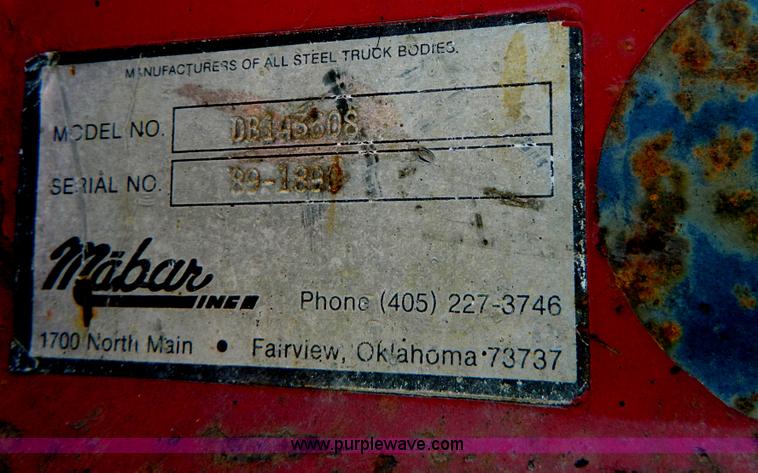 MANUFACTURERS OF ALL STEEL TRUCK BODIES.
MODEL NO.
SERIAL NO.
Mäbar
INC
Phone (405) 227-3746
1700 North Main • Fairview, Oklahoma 73737
www.purplewave.com